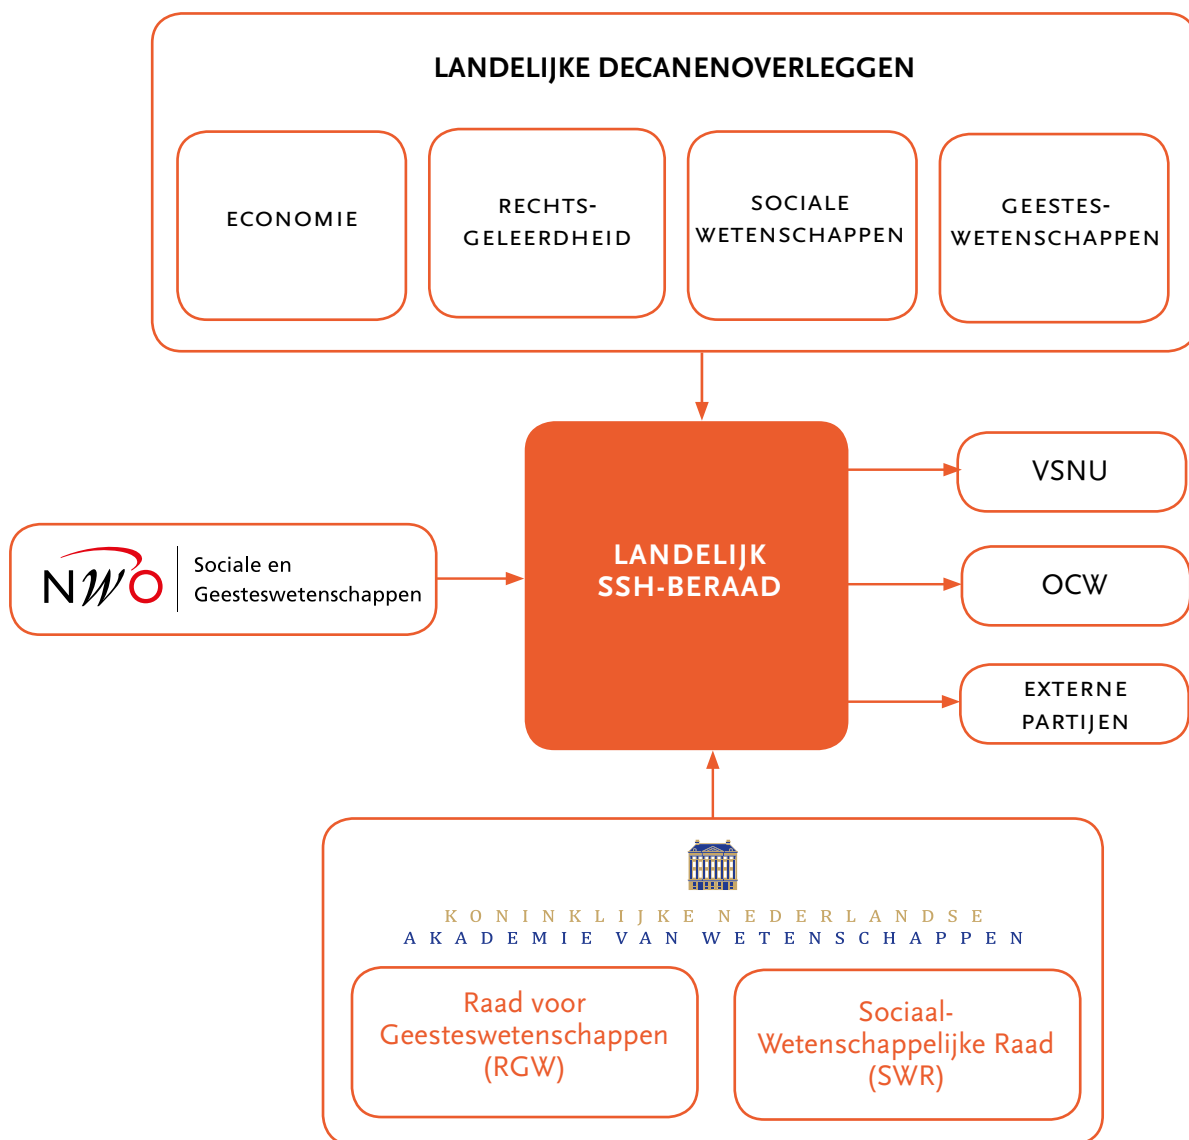 LANDELIJKE DECANENOVERLEGGEN
ECONOMIE
RECHTS-
GELEERDHEID
SOCIALE
WETENSCHAPPEN
GEESTES-
WETENSCHAPPEN
NWO
Sociale en
Geesteswetenschappen
LANDELIJK
SSH-BERAAD
VSNU
OCW
EXTERNE
PARTIJEN
KONINKLIJKE NEDERLANDSE
AKADEMIE VAN WETENSCHAPPEN
Raad voor
Geesteswetenschappen
(RGW)
Sociaal-
Wetenschappelijke Raad
(SWR)